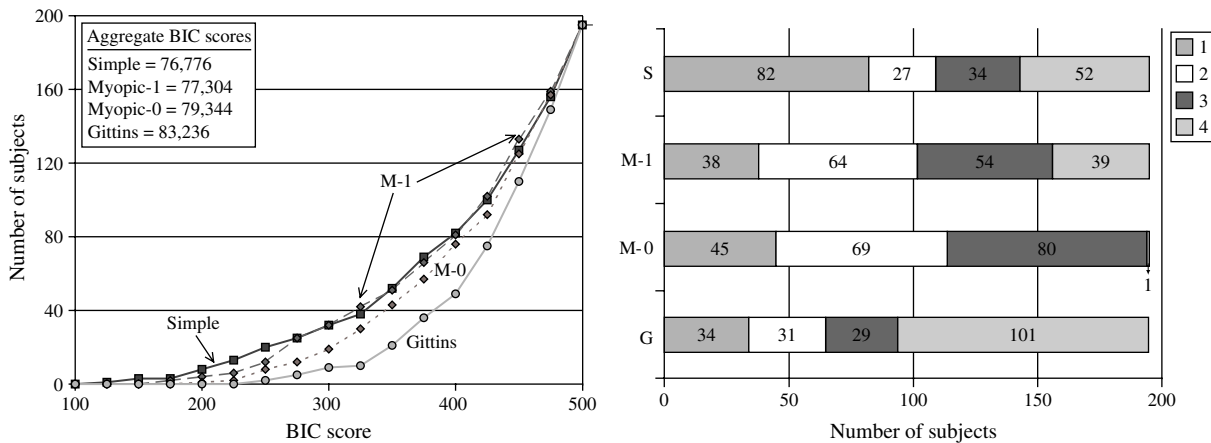 200
160
120
80
40
0
Number of subjects
Aggregate BIC scores
Simple = 76,776
Myopic-1 = 77,304
Myopic-0 = 79,344
Gittins = 83,236
M-1
M-0
Simple
Gittins
100
200
300
400
500
BIC score
S
82
27
34
52
M-1
38
64
54
39
M-0
45
69
80
1
G
34
31
29
101
0
50
100
150
200
Number of subjects
1
2
3
4